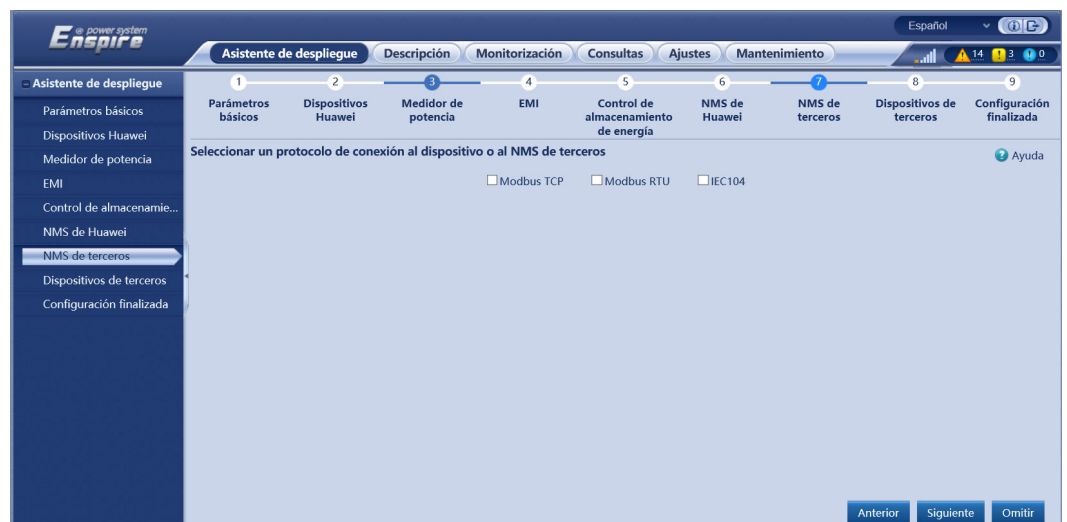 e power system
Enspire
Español
Asistente de despliegue Descripción Monitorización Consultas Ajustes Mantenimiento
14 3 0
Asistente de despliegue
Parámetros básicos
Dispositivos Huawei
Medidor de potencia
EMI
Control de almacenamie...
NMS de Huawei
NMS de terceros
Dispositivos de terceros
Configuración finalizada
1 2 3 4 5 6 7 8 9
Parámetros básicos
Dispositivos Huawei
Medidor de potencia
EMI
Control de almacenamiento de energía
NMS de Huawei
NMS de terceros
Dispositivos de terceros
Configuración finalizada
Seleccionar un protocolo de conexión al dispositivo o al NMS de terceros
Ayuda
Modbus TCP Modbus RTU IEC104
Anterior Siguiente Omitir